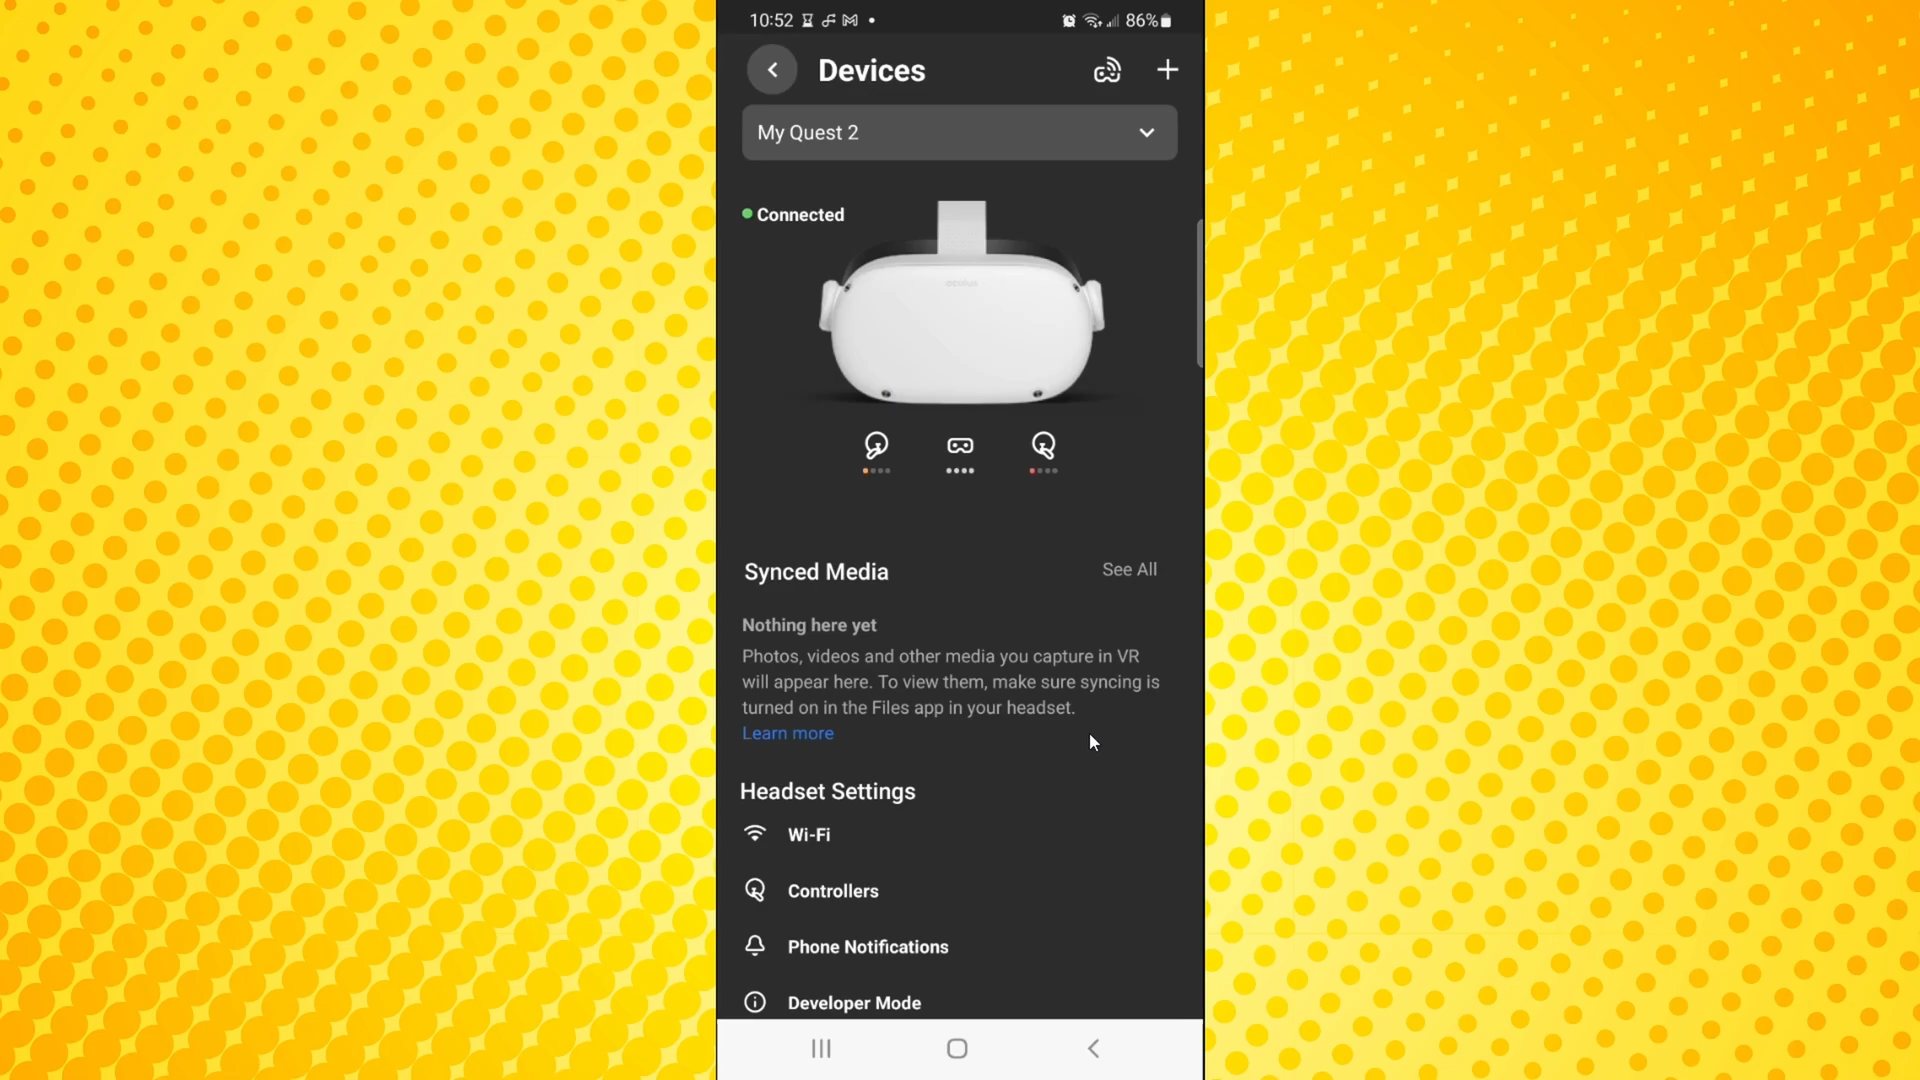 10:52
86%
Devices
My Quest 2
Connected
oculus
Synced Media
See All
Nothing here yet
Photos, videos and other media you capture in VR
will appear here. To view them, make sure syncing is
turned on in the Files app in your headset.
Learn more
Headset Settings
Wi-Fi
Controllers
Phone Notifications
Developer Mode